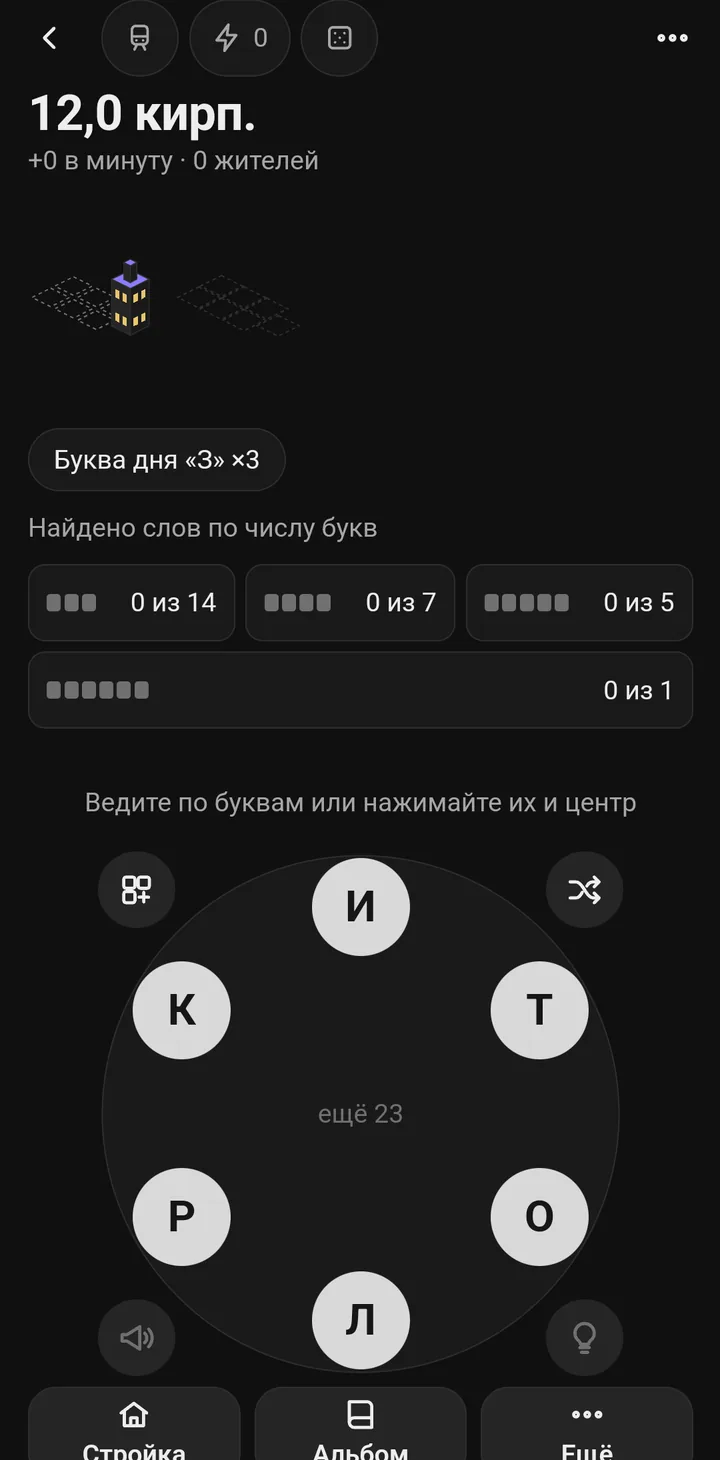 0
12,0 кирп.
+0 в минуту · 0 жителей
Буква дня «З» ×3
Найдено слов по числу букв
0 из 14
0 из 7
0 из 5
0 из 1
Ведите по буквам или нажимайте их и центр
И
К
Т
ещё 23
Р
О
Л
Стройка
Альбом
Ещё